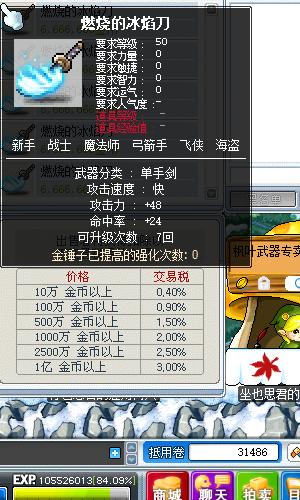 燃烧的冰焰刀
要求等级： 50
要求力量： 0
要求敏捷： 0
要求智力： 0
要求运气： 0
要求人气度： -
道具等级： -
道具经验值： -
新手 战士 魔法师 弓箭手 飞侠 海盗
武器分类 ： 单手剑
攻击速度： 快
攻击力： +48
命中率： +24
可升级次数： 7回
金锤子已提高的强化次数: 0
枫叶武器专卖
价格 交易税
10万 金币以上 0,40%
100万 金币以上 0,90%
500万 金币以上 1,50%
1000万 金币以上 2,00%
2500万 金币以上 2,50%
1亿 金币以上 3,00%
坐也思君的
抵用卷 31486
EXP 105526013[84.09%]
商城
聊天
拍卖